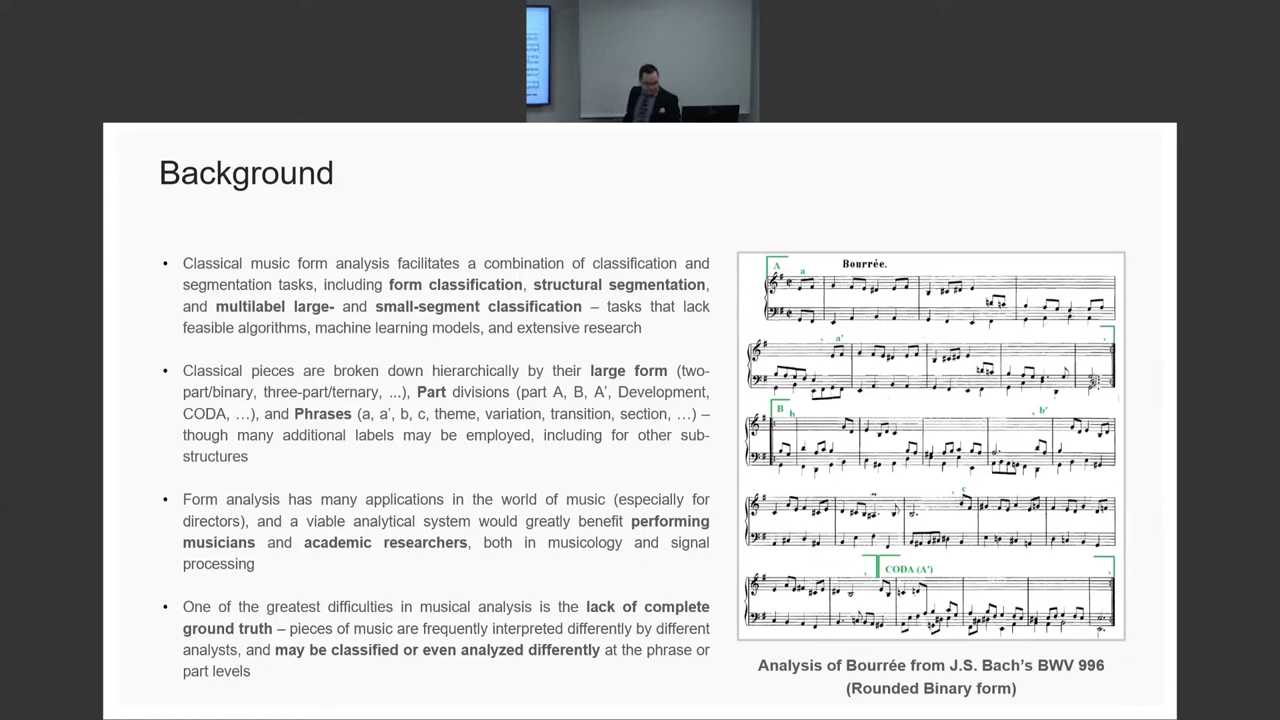 Background
• Classical music form analysis facilitates a combination of classification and
segmentation tasks, including form classification, structural segmentation,
and multilabel large- and small-segment classification – tasks that lack
feasible algorithms, machine learning models, and extensive research
• Classical pieces are broken down hierarchically by their large form (two-
part/binary, three-part/ternary, ...), Part divisions (part A, B, A’, Development,
CODA, …), and Phrases (a, a’, b, c, theme, variation, transition, section, …) –
though many additional labels may be employed, including for other sub-
structures
• Form analysis has many applications in the world of music (especially for
directors), and a viable analytical system would greatly benefit performing
musicians and academic researchers, both in musicology and signal
processing
• One of the greatest difficulties in musical analysis is the lack of complete
ground truth – pieces of music are frequently interpreted differently by different
analysts, and may be classified or even analyzed differently at the phrase or
part levels
Bourrée.
A a
a'
B b b'
c
CODA (A')
Analysis of Bourrée from J.S. Bach’s BWV 996
(Rounded Binary form)